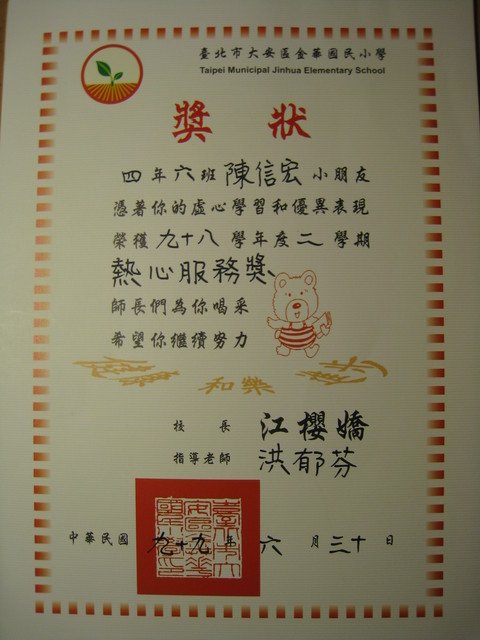 臺北市大安區金華國民小學
Taipei Municipal Jinhua Elementary School
獎狀
四年六班陳信宏小朋友
憑著你的虛心學習和優異表現
榮獲九十八學年度二學期
熱心服務獎
師長們為你喝采
希望你繼續努力
和樂
校長 江櫻嬌
指導老師 洪郁芬
中華民國九十九年六月三十日